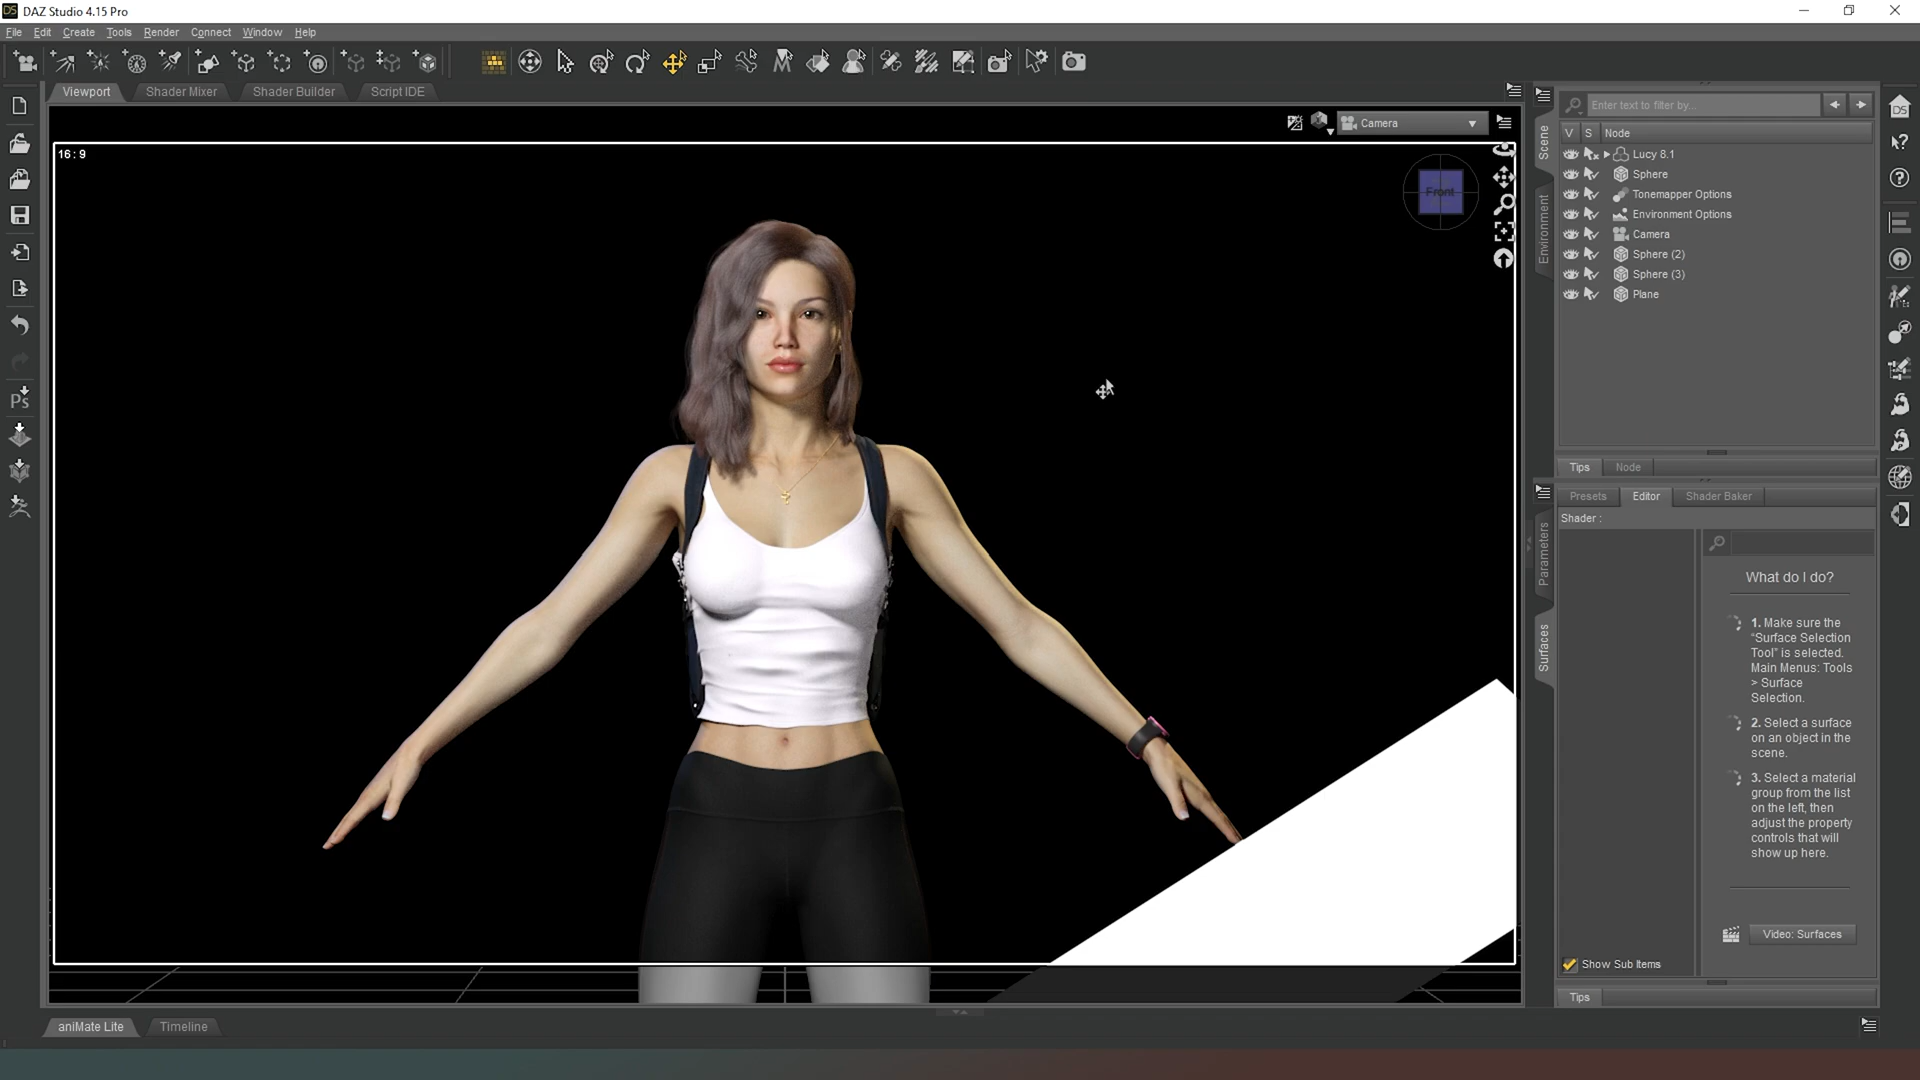 DAZ Studio 4.15 Pro
File Edit Create Tools Render Connect Window Help
Viewport Shader Mixer Shader Builder Script IDE
Camera
16 : 9
Front
Scene
Environment
Enter text to filter by...
V S Node
Lucy 8.1
Sphere
Tonemapper Options
Environment Options
Camera
Sphere (2)
Sphere (3)
Plane
Tips Node
Parameters
Surfaces
Presets Editor Shader Baker
Shader :
What do I do?
1. Make sure the
“Surface Selection
Tool” is selected.
Main Menus: Tools
> Surface
Selection.
2. Select a surface
on an object in the
scene.
3. Select a material
group from the list
on the left, then
adjust the property
controls that will
show up here.
Video: Surfaces
Show Sub Items
Tips
aniMate Lite Timeline
Ps
DS
DS